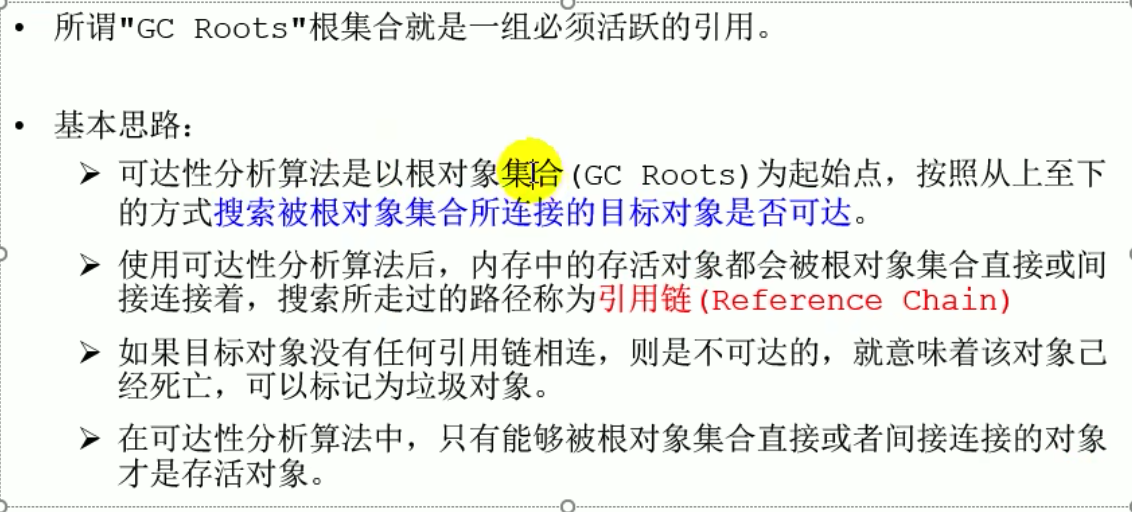 • 所谓"GC Roots"根集合就是一组必须活跃的引用。
• 基本思路：
➢ 可达性分析算法是以根对象集合(GC Roots)为起始点，按照从上至下
的方式搜索被根对象集合所连接的目标对象是否可达。
➢ 使用可达性分析算法后，内存中的存活对象都会被根对象集合直接或间
接连接着，搜索所走过的路径称为引用链(Reference Chain)
➢ 如果目标对象没有任何引用链相连，则是不可达的，就意味着该对象己
经死亡，可以标记为垃圾对象。
➢ 在可达性分析算法中，只有能够被根对象集合直接或者间接连接的对象
才是存活对象。